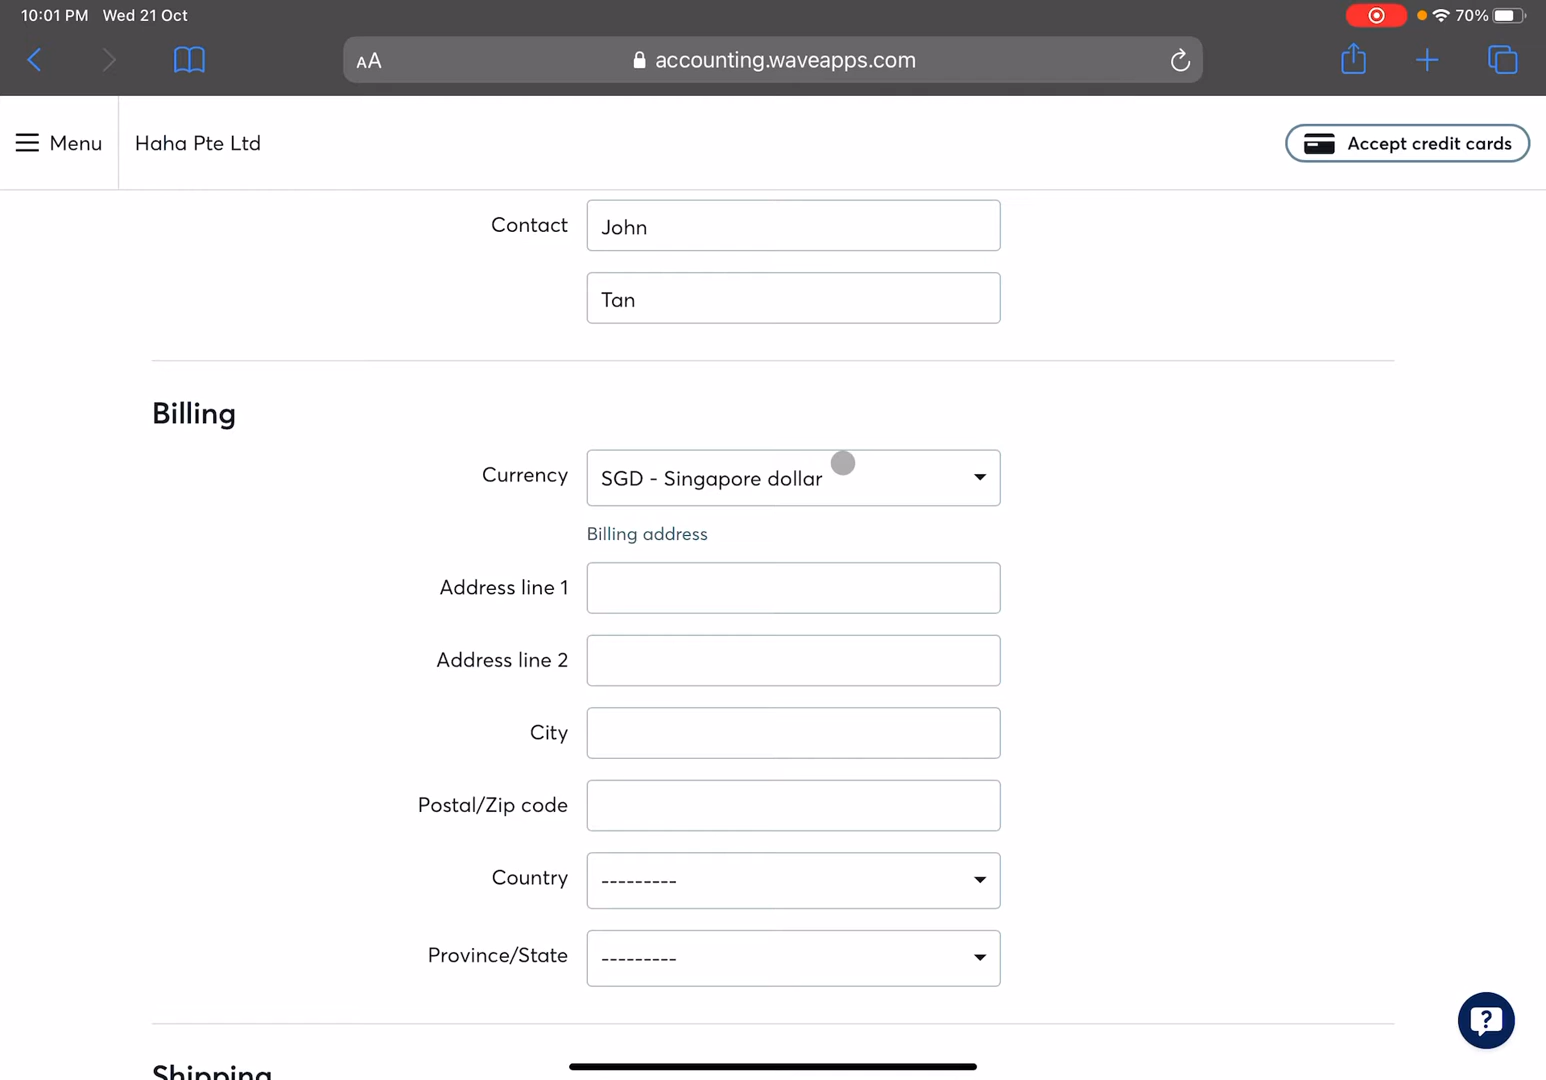 10:01 PM Wed 21 Oct
70%
AA
accounting.waveapps.com
Menu
Haha Pte Ltd
Accept credit cards
Contact
John
Tan
Billing
Currency
SGD - Singapore dollar
Billing address
Address line 1
Address line 2
City
Postal/Zip code
Country
---------
Province/State
---------
Shipping